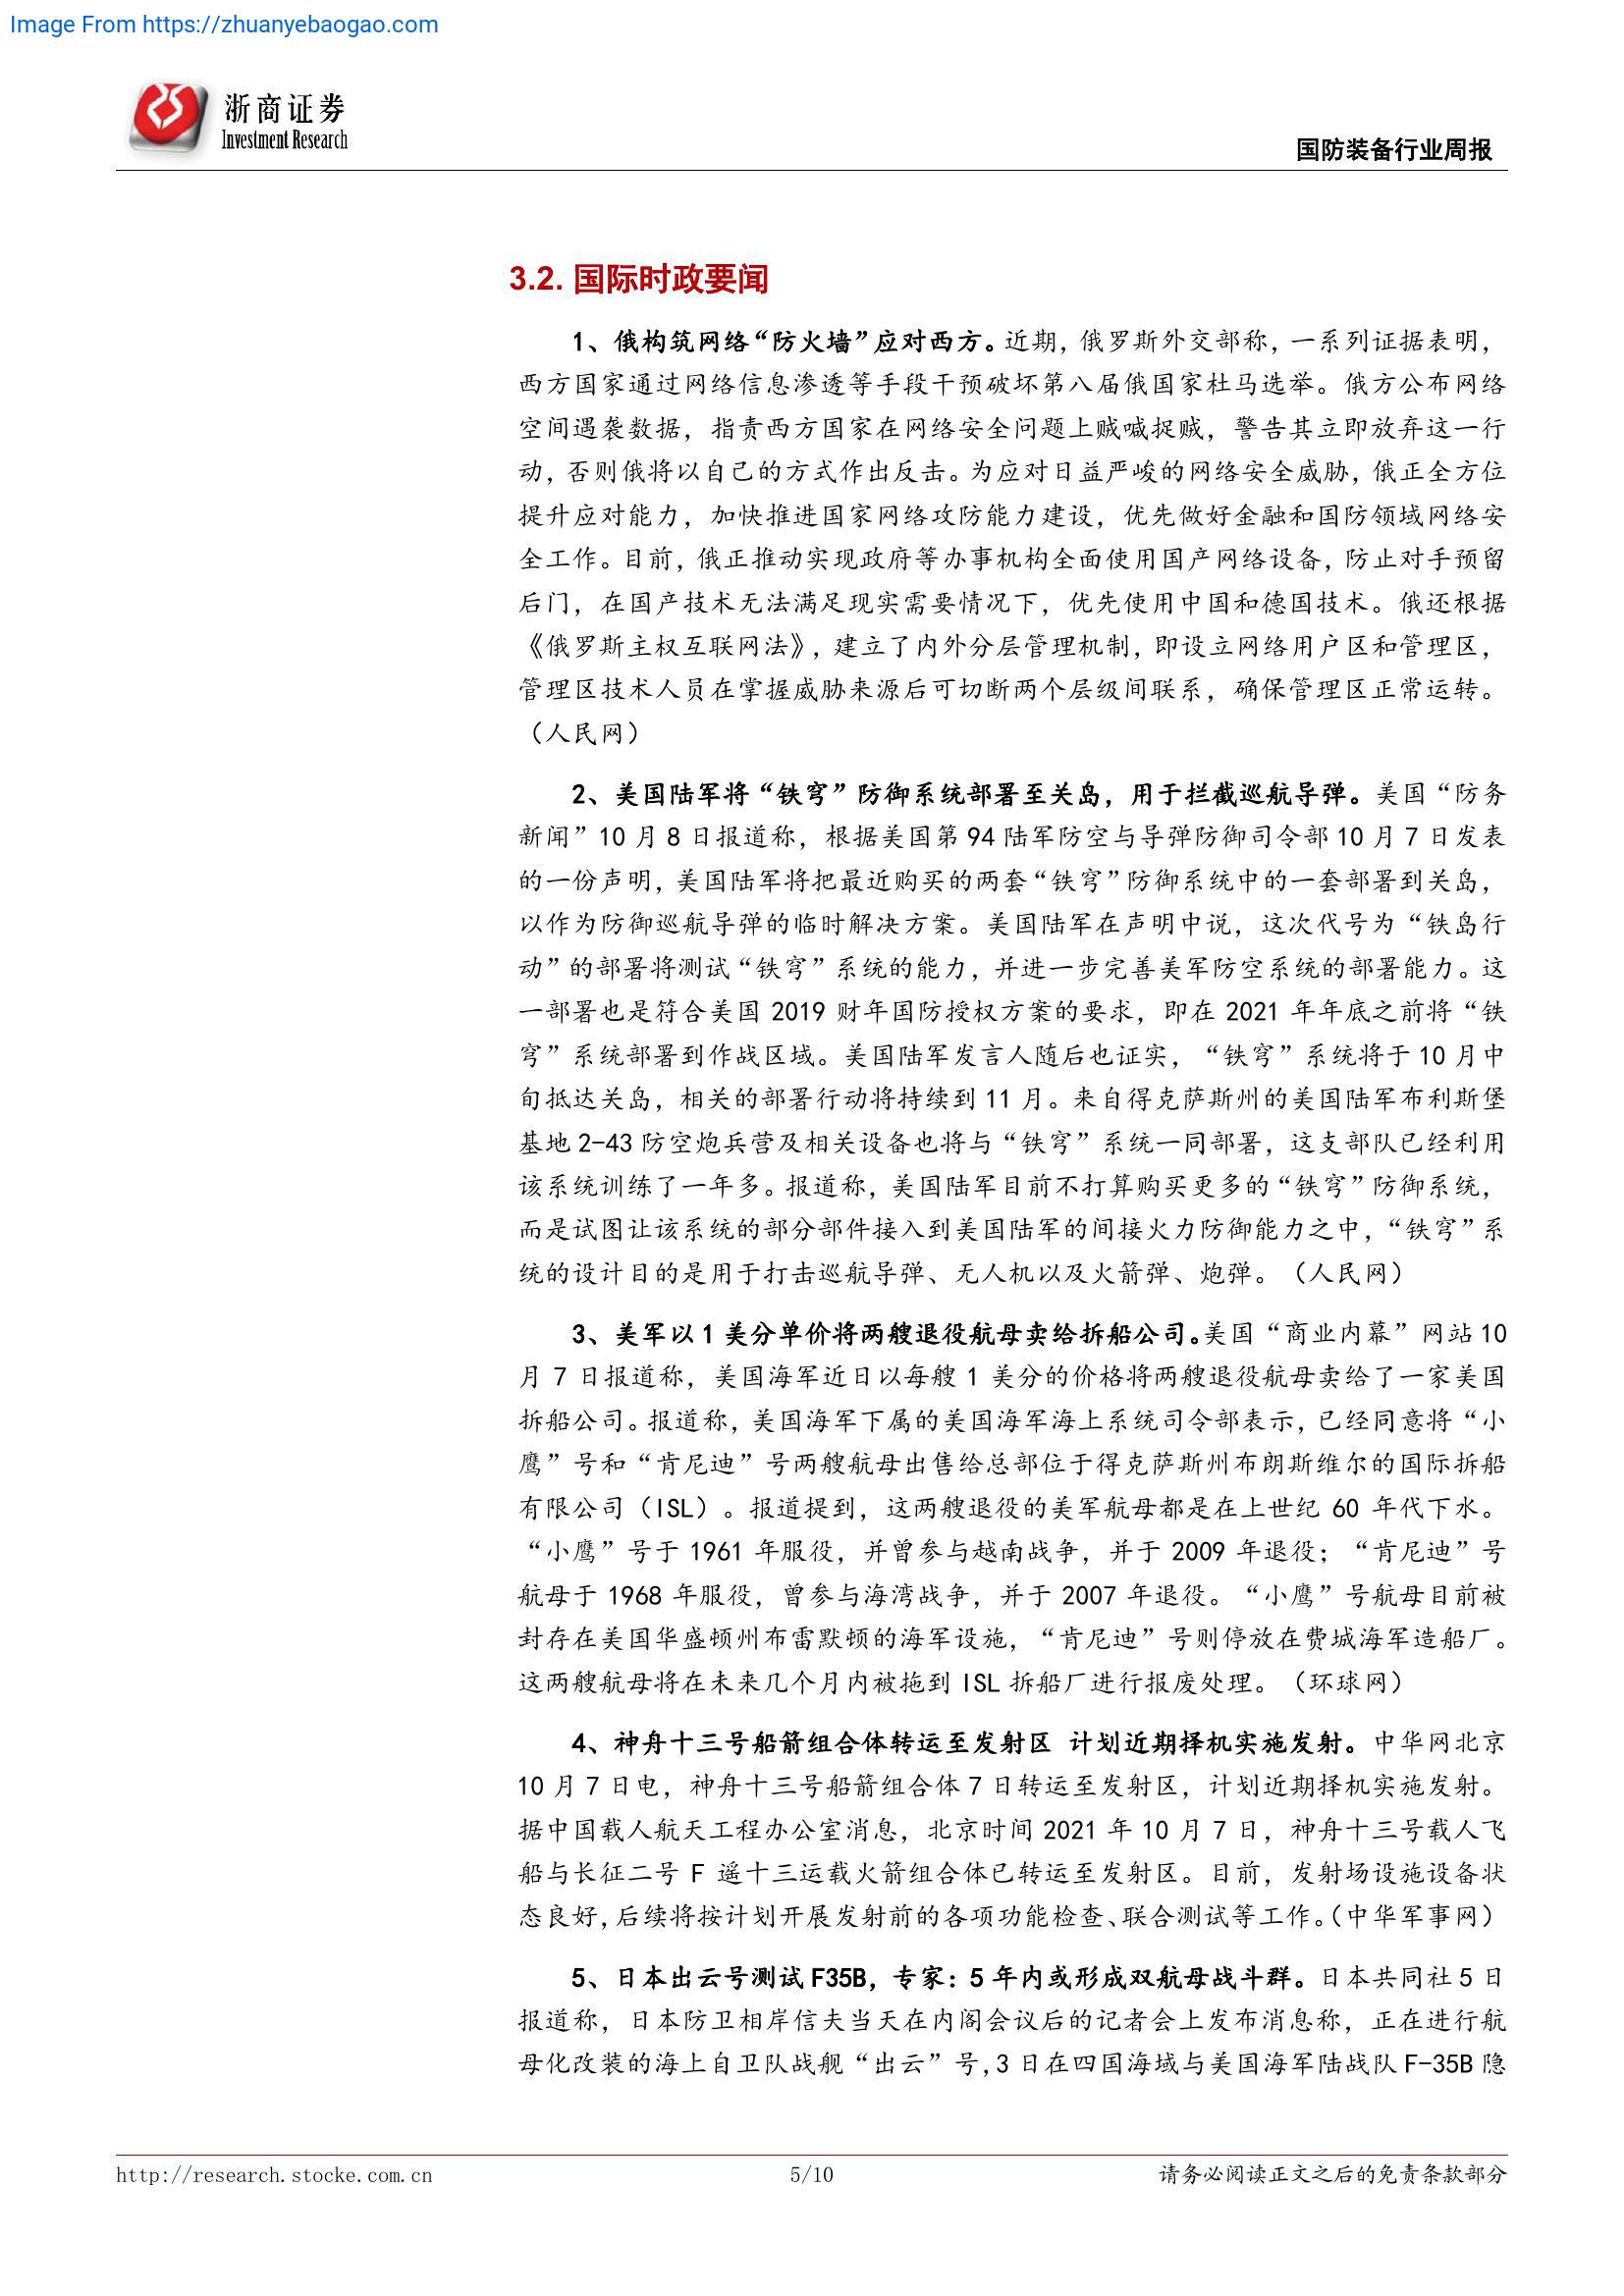 Image From https://zhuanyebaogao.com
浙商证券
Investment Research
国防装备行业周报
3.2. 国际时政要闻
1、俄构筑网络“防火墙”应对西方。近期，俄罗斯外交部称，一系列证据表明，
西方国家通过网络信息渗透等手段干预破坏第八届俄国家杜马选举。俄方公布网络
空间遇袭数据，指责西方国家在网络安全问题上贼喊捉贼，警告其立即放弃这一行
动，否则俄将以自己的方式作出反击。为应对日益严峻的网络安全威胁，俄正全方位
提升应对能力，加快推进国家网络攻防能力建设，优先做好金融和国防领域网络安
全工作。目前，俄正推动实现政府等办事机构全面使用国产网络设备，防止对手预留
后门，在国产技术无法满足现实需要情况下，优先使用中国和德国技术。俄还根据
《俄罗斯主权互联网法》，建立了内外分层管理机制，即设立网络用户区和管理区，
管理区技术人员在掌握威胁来源后可切断两个层级间联系，确保管理区正常运转。
（人民网）
2、美国陆军将“铁穹”防御系统部署至关岛，用于拦截巡航导弹。美国“防务
新闻”10 月 8 日报道称，根据美国第 94 陆军防空与导弹防御司令部 10 月 7 日发表
的一份声明，美国陆军将把最近购买的两套“铁穹”防御系统中的一套部署到关岛，
以作为防御巡航导弹的临时解决方案。美国陆军在声明中说，这次代号为“铁岛行
动”的部署将测试“铁穹”系统的能力，并进一步完善美军防空系统的部署能力。这
一部署也是符合美国 2019 财年国防授权方案的要求，即在 2021 年年底之前将“铁
穹”系统部署到作战区域。美国陆军发言人随后也证实，“铁穹”系统将于 10 月中
旬抵达关岛，相关的部署行动将持续到 11 月。来自得克萨斯州的美国陆军布利斯堡
基地 2-43 防空炮兵营及相关设备也将与“铁穹”系统一同部署，这支部队已经利用
该系统训练了一年多。报道称，美国陆军目前不打算购买更多的“铁穹”防御系统，
而是试图让该系统的部分部件接入到美国陆军的间接火力防御能力之中，“铁穹”系
统的设计目的是用于打击巡航导弹、无人机以及火箭弹、炮弹。（人民网）
3、美军以 1 美分单价将两艘退役航母卖给拆船公司。美国“商业内幕”网站 10
月 7 日报道称，美国海军近日以每艘 1 美分的价格将两艘退役航母卖给了一家美国
拆船公司。报道称，美国海军下属的美国海军海上系统司令部表示，已经同意将“小
鹰”号和“肯尼迪”号两艘航母出售给总部位于得克萨斯州布朗斯维尔的国际拆船
有限公司（ISL）。报道提到，这两艘退役的美军航母都是在上世纪 60 年代下水。
“小鹰”号于 1961 年服役，并曾参与越南战争，并于 2009 年退役；“肯尼迪”号
航母于 1968 年服役，曾参与海湾战争，并于 2007 年退役。“小鹰”号航母目前被
封存在美国华盛顿州布雷默顿的海军设施，“肯尼迪”号则停放在费城海军造船厂。
这两艘航母将在未来几个月内被拖到 ISL 拆船厂进行报废处理。（环球网）
4、神舟十三号船箭组合体转运至发射区 计划近期择机实施发射。中华网北京
10 月 7 日电，神舟十三号船箭组合体 7 日转运至发射区，计划近期择机实施发射。
据中国载人航天工程办公室消息，北京时间 2021 年 10 月 7 日，神舟十三号载人飞
船与长征二号 F 遥十三运载火箭组合体已转运至发射区。目前，发射场设施设备状
态良好，后续将按计划开展发射前的各项功能检查、联合测试等工作。（中华军事网）
5、日本出云号测试 F35B，专家：5 年内或形成双航母战斗群。日本共同社 5 日
报道称，日本防卫相岸信夫当天在内阁会议后的记者会上发布消息称，正在进行航
母化改装的海上自卫队战舰“出云”号，3 日在四国海域与美国海军陆战队 F-35B 隐
http://research.stocke.com.cn
5/10
请务必阅读正文之后的免责条款部分